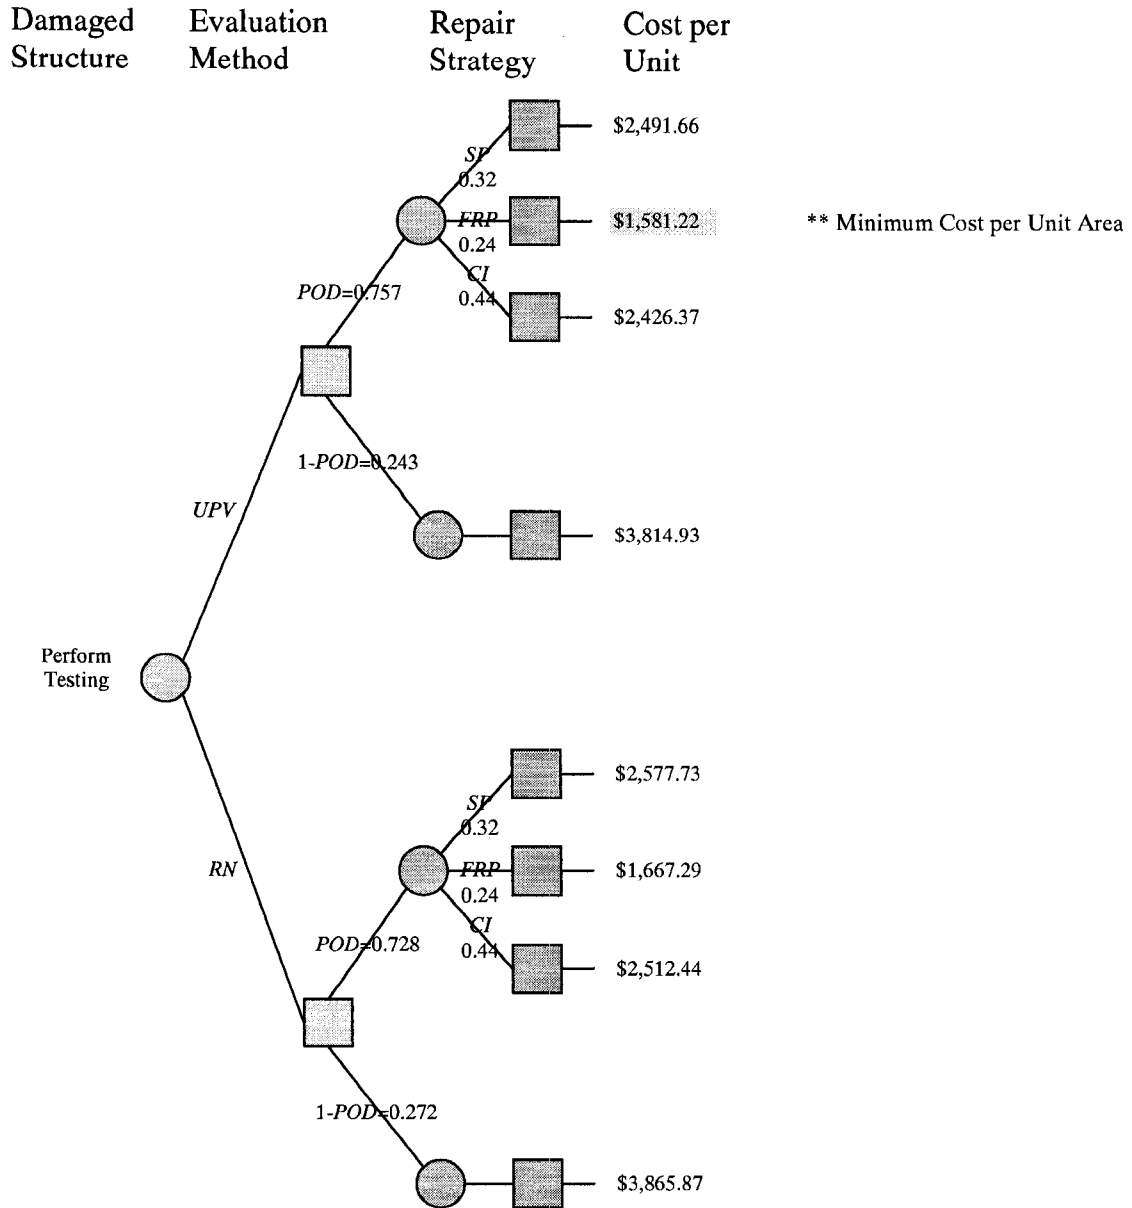 Damaged Structure
Evaluation Method
Repair Strategy
Cost per Unit
$2,491.66
SP
0.32
FRP
$1,581.22
** Minimum Cost per Unit Area
0.24
CI
POD=0.757
0.44
$2,426.37
1-POD=0.243
UPV
$3,814.93
Perform
Testing
$2,577.73
SP
0.32
RN
FRP
$1,667.29
0.24
CI
POD=0.728
0.44
$2,512.44
1-POD=0.272
$3,865.87